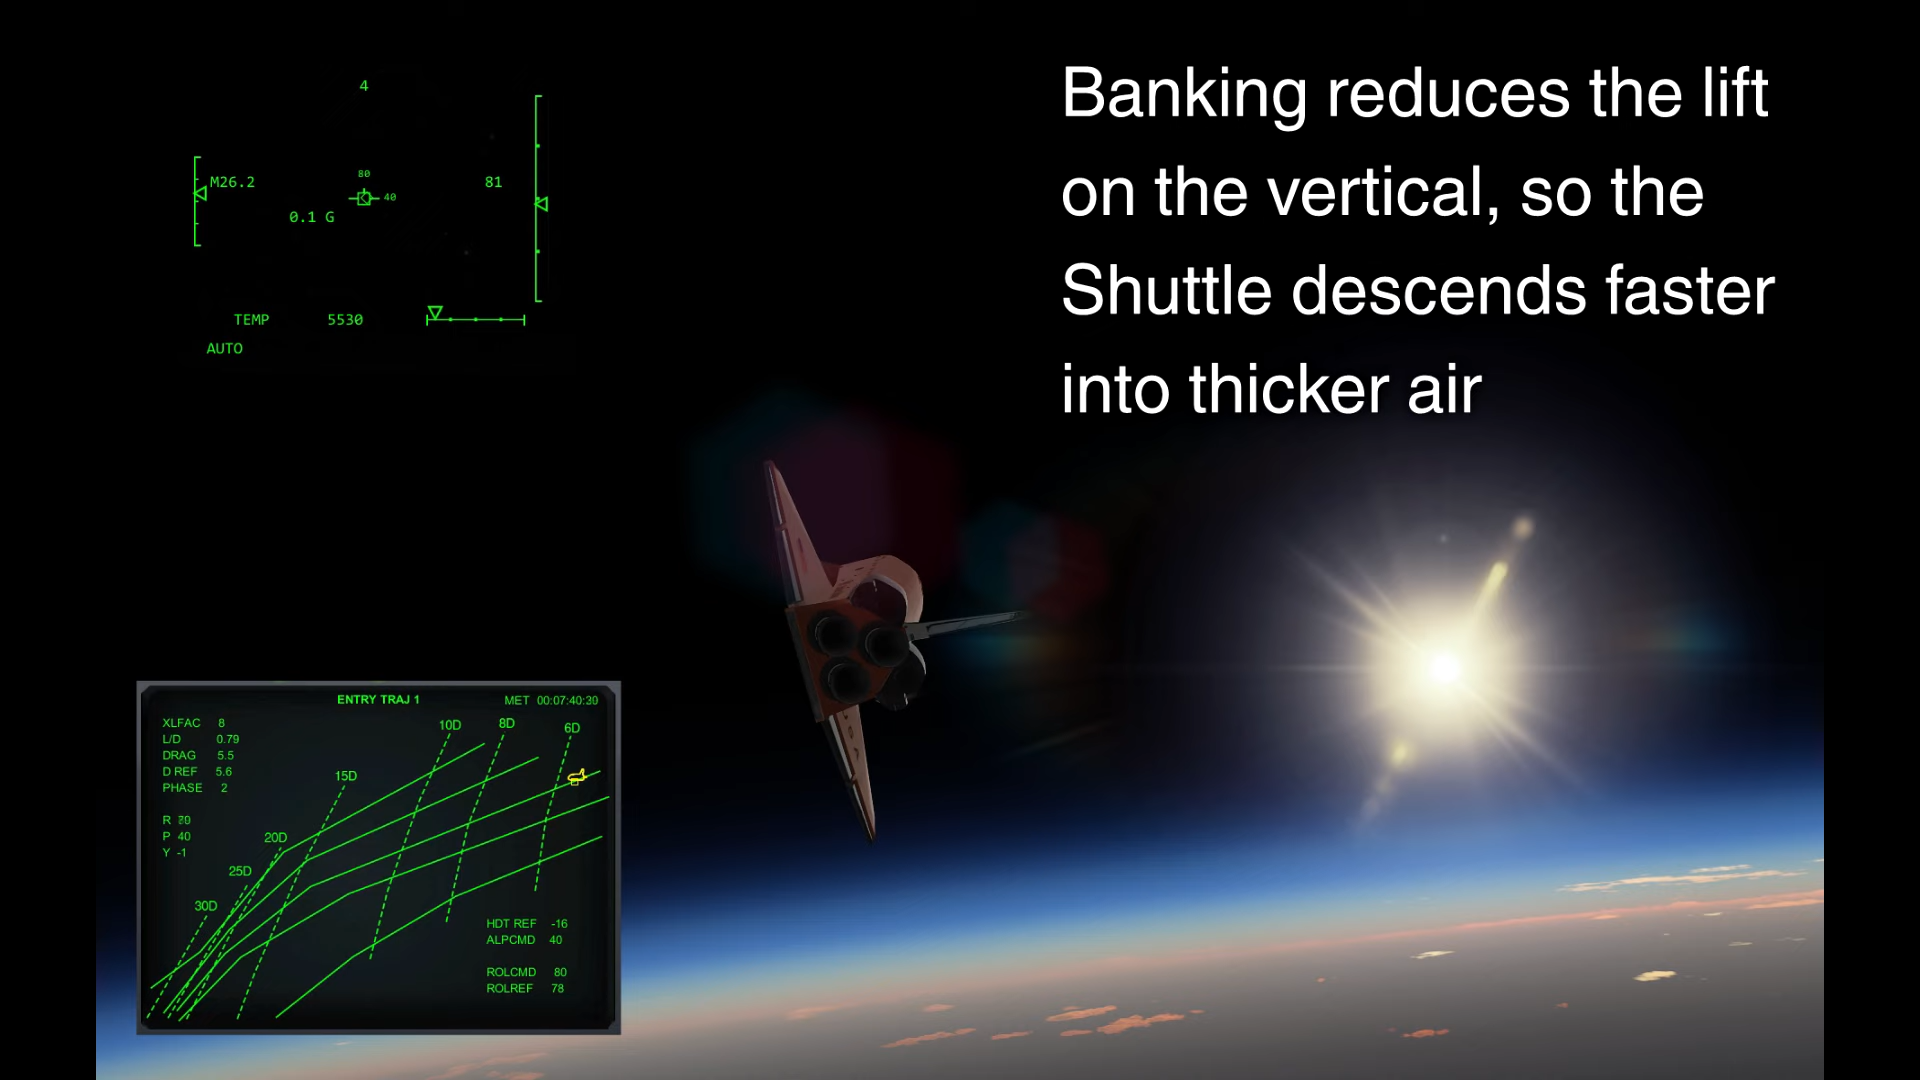 Banking reduces the lift
on the vertical, so the
Shuttle descends faster
into thicker air
4
M26.2
80
40
81
0.1 G
TEMP 5530
AUTO
ENTRY TRAJ 1 MET 00:07:40:30
XLFAC 8
L/D 0.79
DRAG 5.5
D REF 5.6
PHASE 2
R
P 40
Y -1
10D
8D
6D
15D
20D
25D
30D
HDT REF -16
ALPCMD 40
ROLCMD 80
ROLREF 78